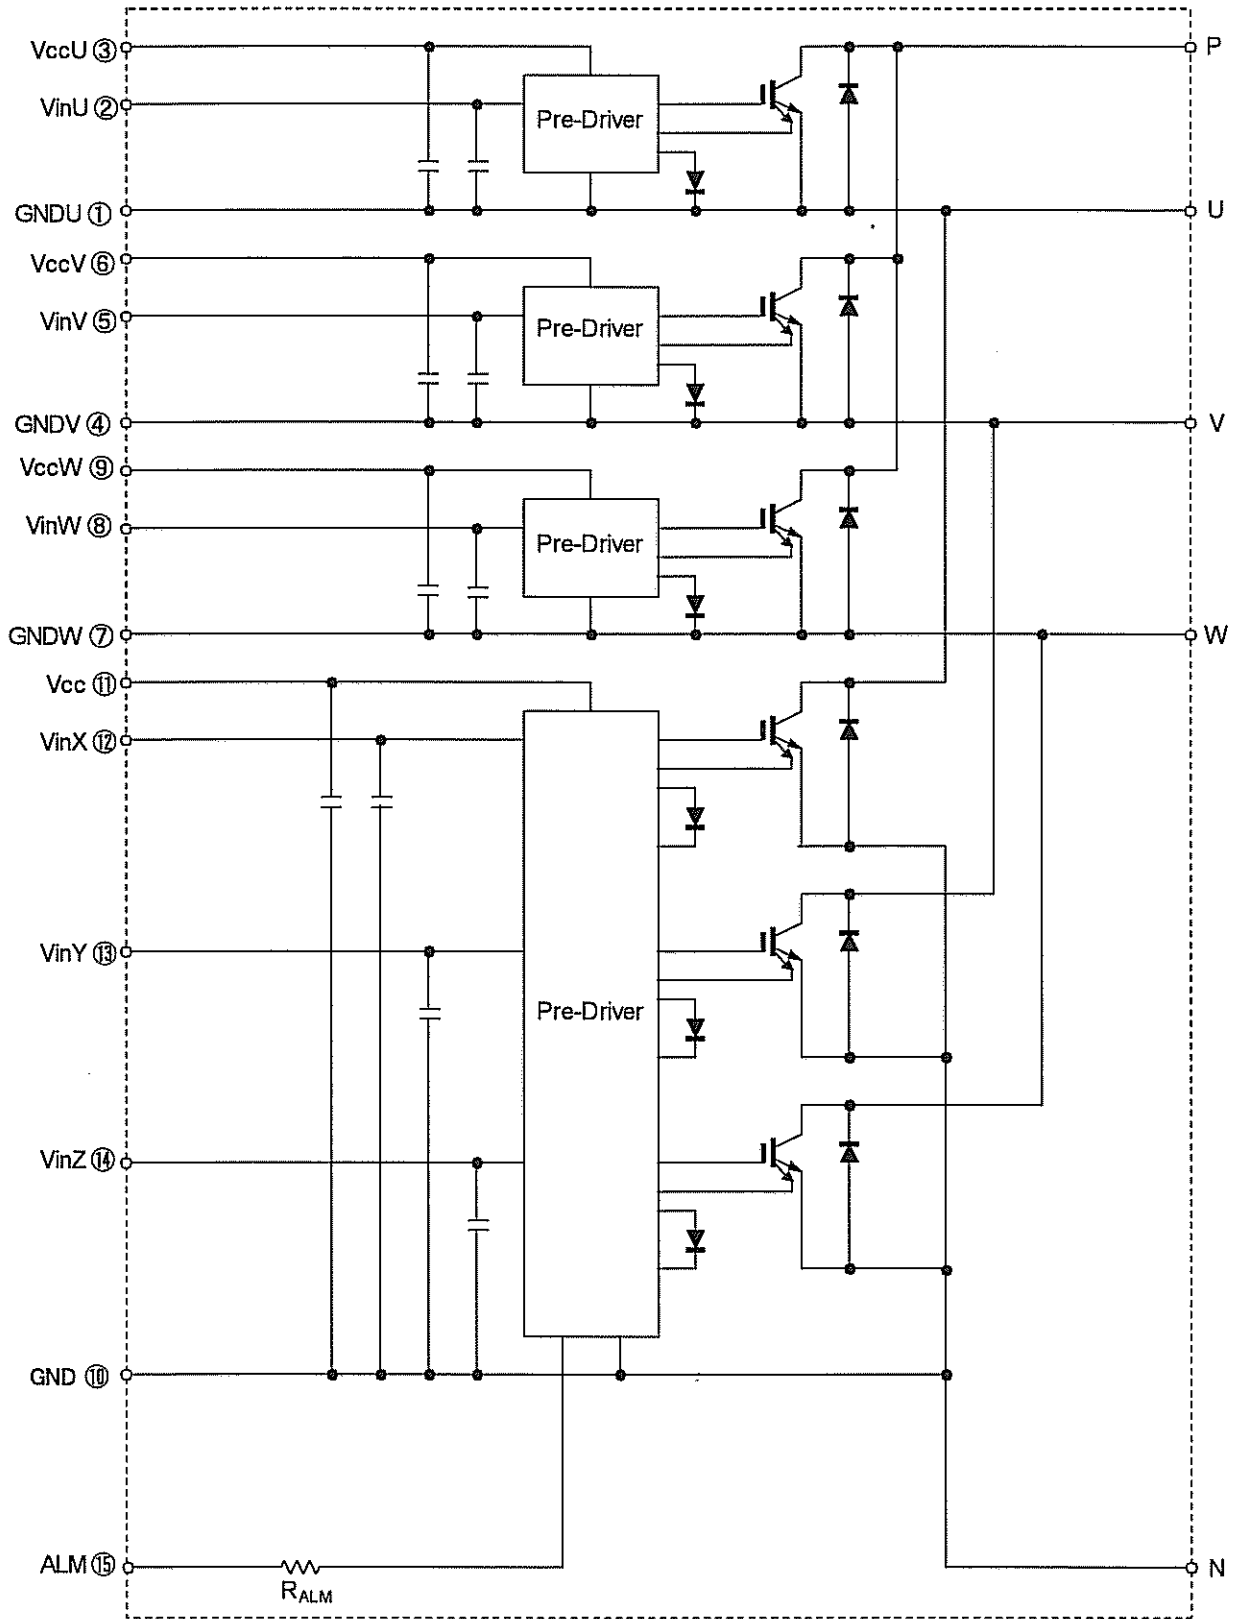 VccU ③
P
VinU ②
Pre-Driver
GNDU ①
U
VccV ⑥
VinV ⑤
Pre-Driver
GNDV ④
V
VccW ⑨
VinW ⑧
Pre-Driver
GNDW ⑦
W
Vcc ⑪
VinX ⑫
VinY ⑬
Pre-Driver
VinZ ⑭
GND ⑩
ALM ⑮
RALM
N